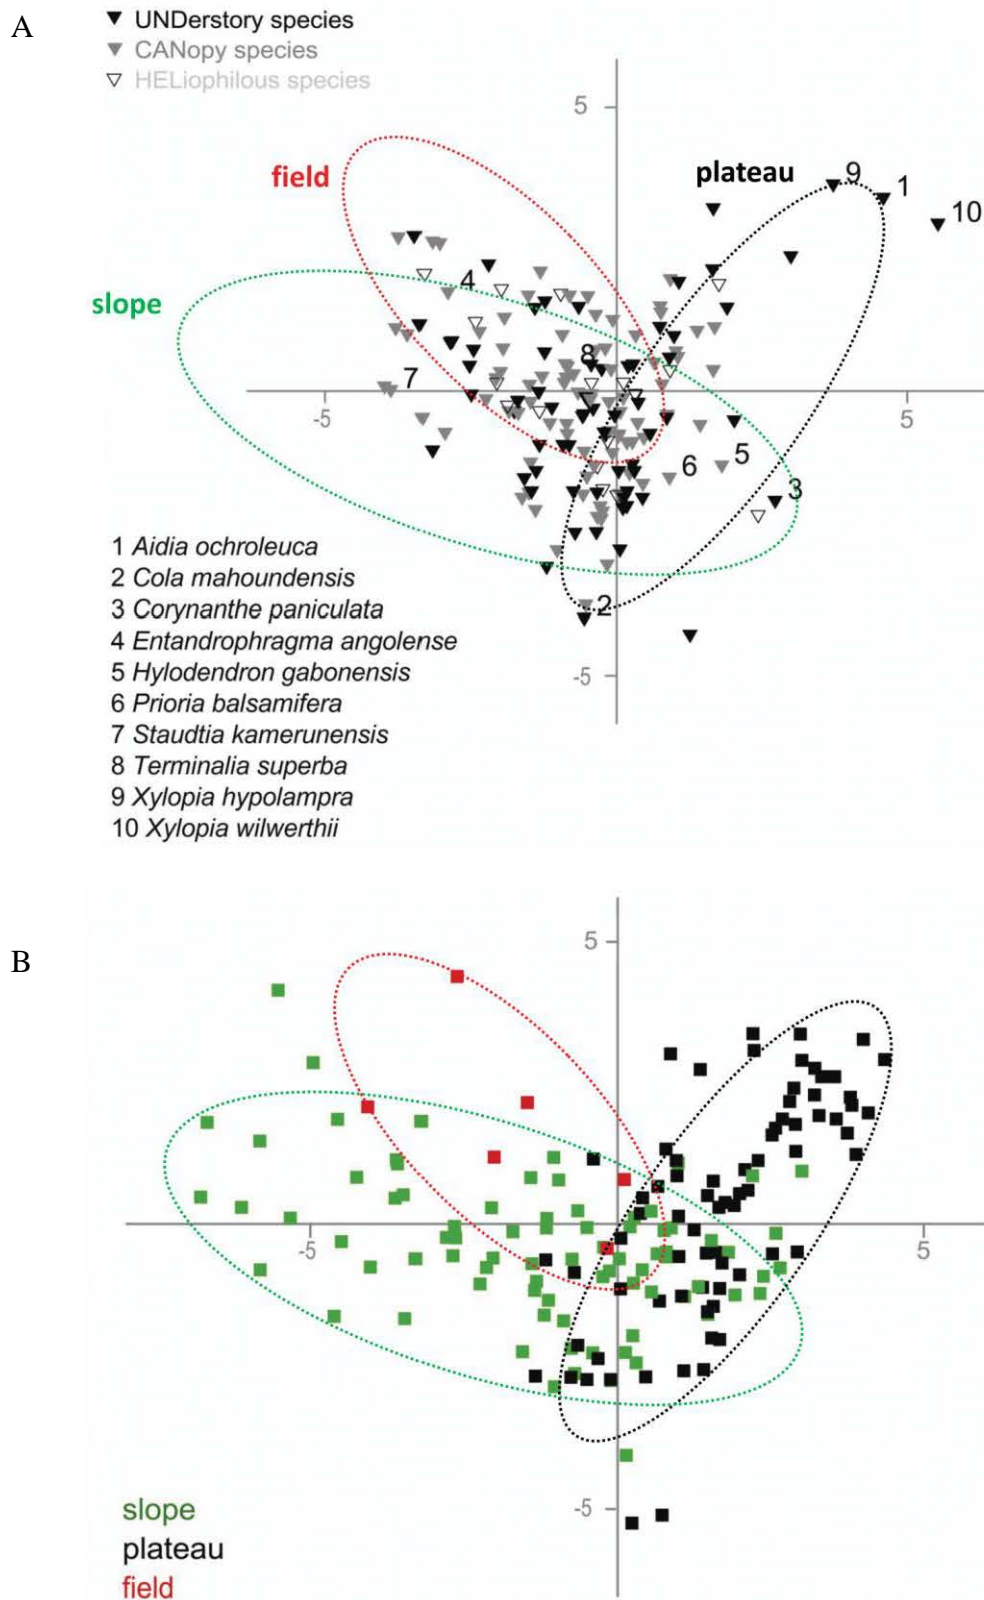 A
UNDerstory species
CANopy species
HELiophilous species
5
field
plateau
9
1
10
4
slope
8
7
-5
5
5
6
3
1 Aidia ochroleuca
2 Cola mahoundensis
2
3 Corynanthe paniculata
4 Entandrophragma angolense
5 Hylodendron gabonensis
-5
6 Prioria balsamifera
7 Staudtia kamerunensis
8 Terminalia superba
9 Xylopia hypolampra
10 Xylopia wilwerthii
B
5
-5
5
-5
slope
plateau
field